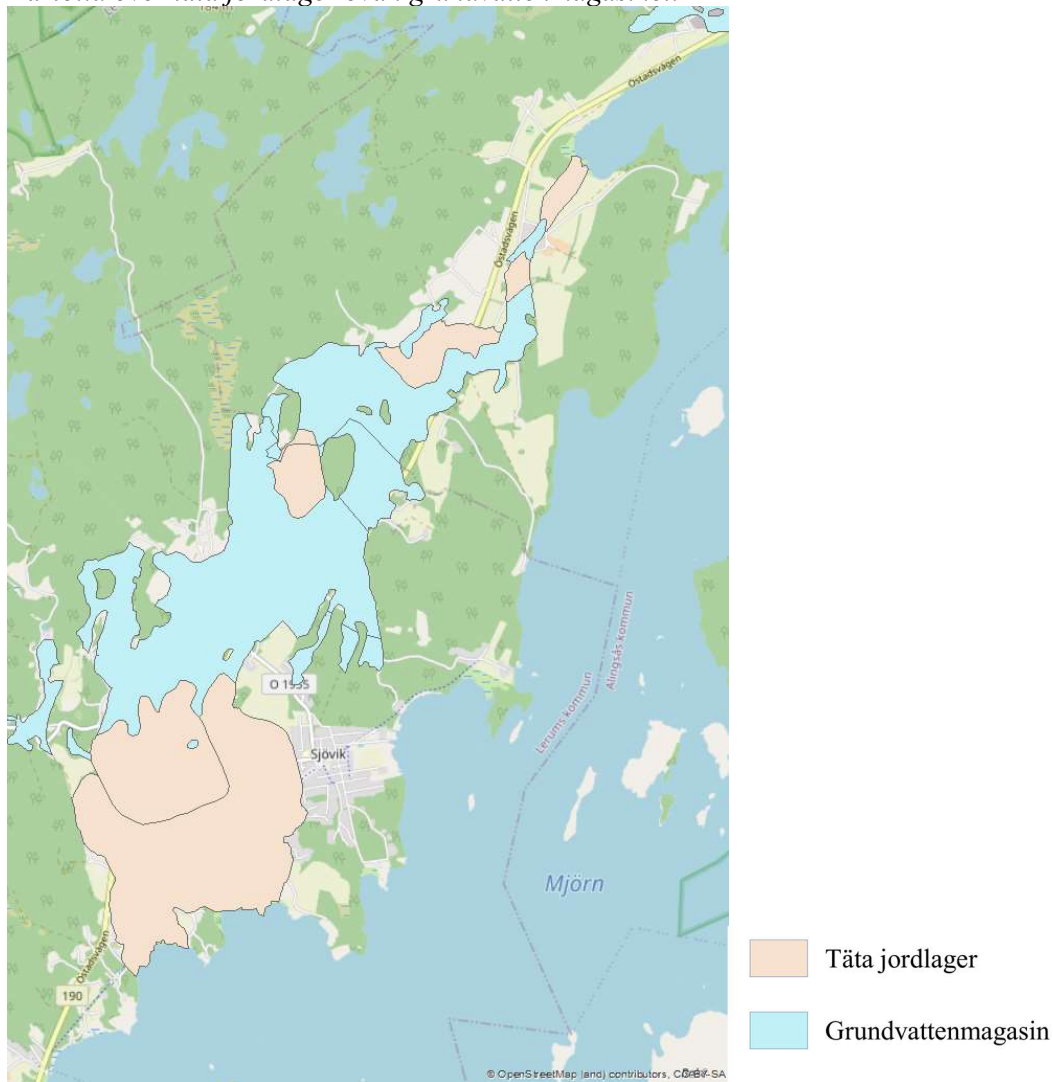 Östadsvägen
Östadsvägen
O 1935
Sjövik
Lerums kommun
Alingsås kommun
Mjörn
Östadsvägen
190
Täta jordlager
Grundvattenmagasin
© OpenStreetMap (and) contributors, CC-BY-SA